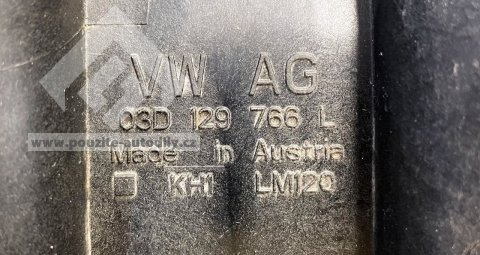 VW AG
03D 129 766 L
www.pouzite-autodily.cz
Made in Austria
KH1 LM120